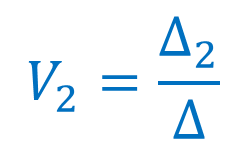 V₂ = Δ₂ / Δ